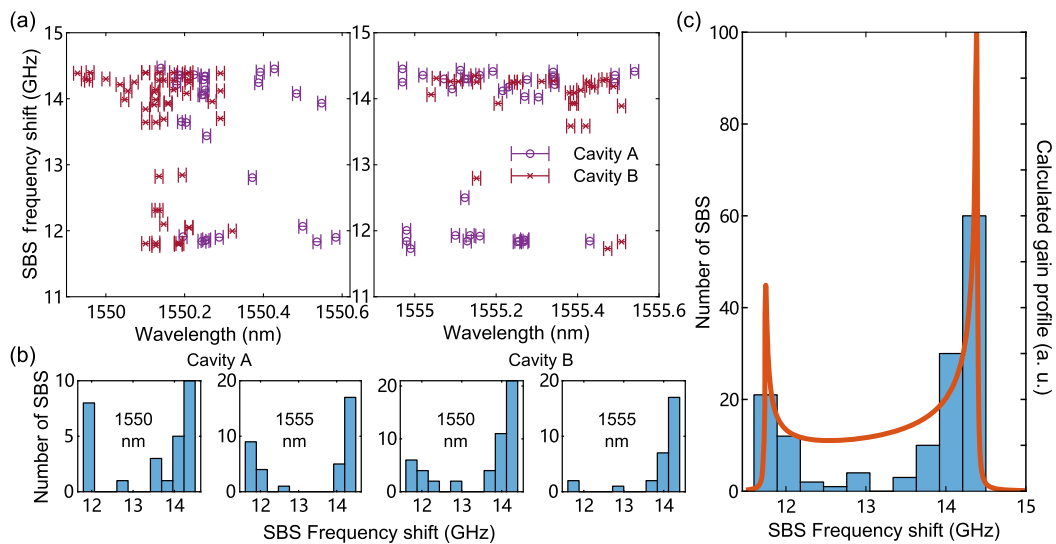 (a)
SBS frequency shift (GHz)
15
14
13
12
11
1550
1550.2
1550.4
1550.6
Wavelength (nm)
15
14
13
12
11
Cavity A
Cavity B
1555
1555.2
1555.4
1555.6
Wavelength (nm)
(b)
Cavity A
Cavity B
Number of SBS
10
5
0
1550
nm
12 13 14
20
10
0
1555
nm
12 13 14
20
10
0
1550
nm
12 13 14
20
10
0
1555
nm
12 13 14
SBS Frequency shift (GHz)
(c)
Number of SBS
100
80
60
40
20
0
12 13 14 15
SBS Frequency shift (GHz)
Calculated gain profile (a. u.)